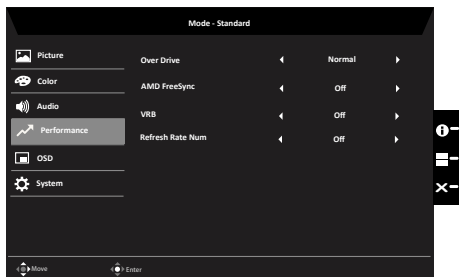 Mode - Standard
Picture
Color
Audio
Performance
OSD
System
Over Drive Normal
AMD FreeSync Off
VRB Off
Refresh Rate Num Off
Move Enter